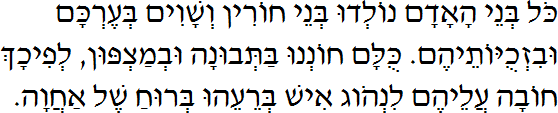 כֹּל בְּנֵי הָאָדָם נוֹלְדוּ בְּנֵי חוֹרִין וְשָׁוִים בְּעֶרְכָּם
וּבִזְכֻיּוֹתֵיהֶם. כֻּלָּם חוֹנְנוּ בַּתְּבוּנָה וּבְמַצְפּוּן, לְפִיכָךְ
חוֹבָה עֲלֵיהֶם לִנְהוֹג אִישׁ בְּרֵעֵהוּ בְּרוּחַ שֶׁל אַחֲוָה.